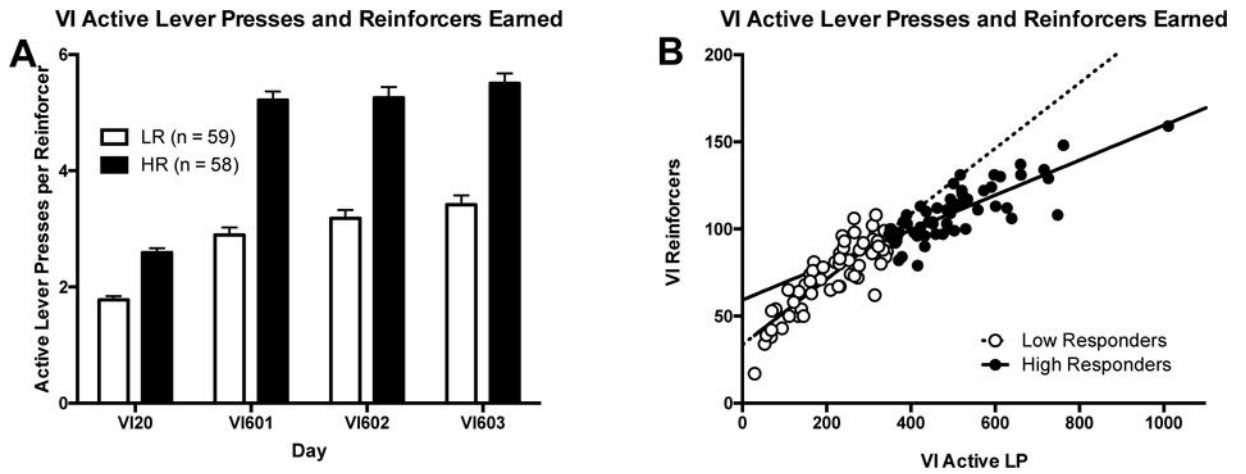 VI Active Lever Presses and Reinforcers Earned
A
Active Lever Presses per Reinforcer
6
4
2
0
LR (n = 59)
HR (n = 58)
VI20
VI601
VI602
VI603
Day
VI Active Lever Presses and Reinforcers Earned
B
VI Reinforcers
200
150
100
50
0
Low Responders
High Responders
0
200
400
600
800
1000
VI Active LP